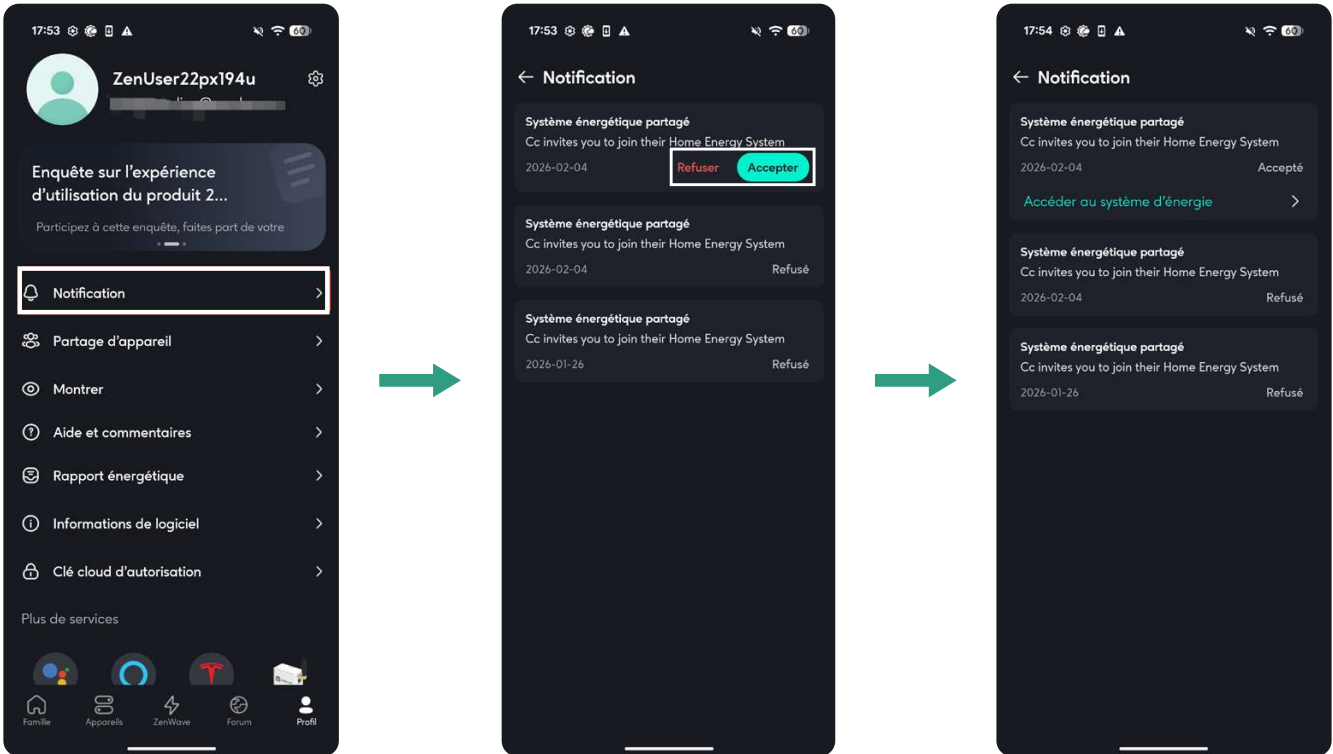 17:53
60
ZenUser22px194u
Enquête sur l'expérience
d'utilisation du produit 2...
Participez à cette enquête, faites part de votre
Notification
Partage d'appareil
Montrer
Aide et commentaires
Rapport énergétique
Informations de logiciel
Clé cloud d'autorisation
Plus de services
Famille
Appareils
ZenWave
Forum
Profil
17:53
60
Notification
Système énergétique partagé
Cc invites you to join their Home Energy System
2026-02-04
Refuser
Accepter
Système énergétique partagé
Cc invites you to join their Home Energy System
2026-02-04
Refusé
Système énergétique partagé
Cc invites you to join their Home Energy System
2026-01-26
Refusé
17:54
60
Notification
Système énergétique partagé
Cc invites you to join their Home Energy System
2026-02-04
Accepté
Accéder au système d'énergie
Système énergétique partagé
Cc invites you to join their Home Energy System
2026-02-04
Refusé
Système énergétique partagé
Cc invites you to join their Home Energy System
2026-01-26
Refusé